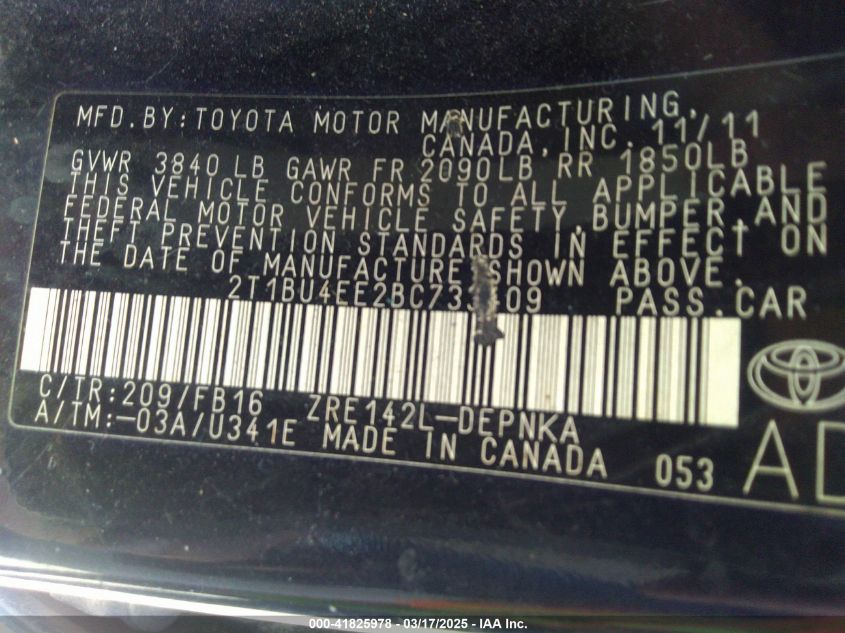 MFD.BY:TOYOTA MOTOR MANUFACTURING,
CANADA,INC. 11/11
GVWR 3840 LB GAWR FR 2090LB RR 1850LB
THIS VEHICLE CONFORMS TO ALL APPLICABLE
FEDERAL MOTOR VEHICLE SAFETY,BUMPER,AND
THEFT PREVENTION STANDARDS IN EFFECT ON
THE DATE OF MANUFACTURE SHOWN ABOVE.
PASS.CAR
C/TR:209/FB16 ZRE142L-DEPNKA
A/TM:-03A/U341E MADE IN CANADA 053
000-41825978 - 03/17/2025 - IAA Inc.